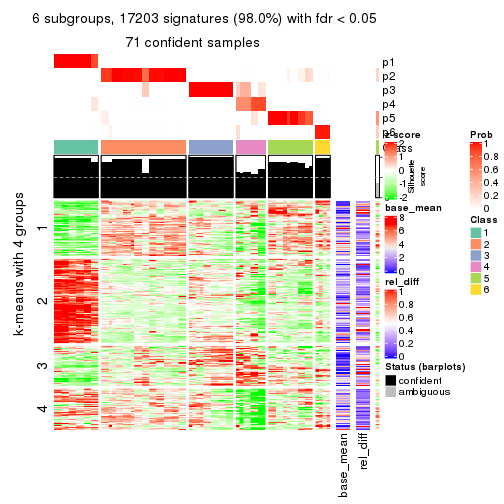 6 subgroups, 17203 signatures (98.0%) with fdr < 0.05
71 confident samples
p1
p2
p3
p4
p5
p6
Class
Silhouette
score
z-score
2
1
0
-1
-2
base_mean
8
6
4
2
0
rel_diff
1
0.8
0.6
0.4
0.2
0
Status (barplots)
confident
ambiguous
Prob
1
0.8
0.6
0.4
0.2
0
Class
1
2
3
4
5
6
k-means with 4 groups
1
2
3
4
base_mean
rel_diff